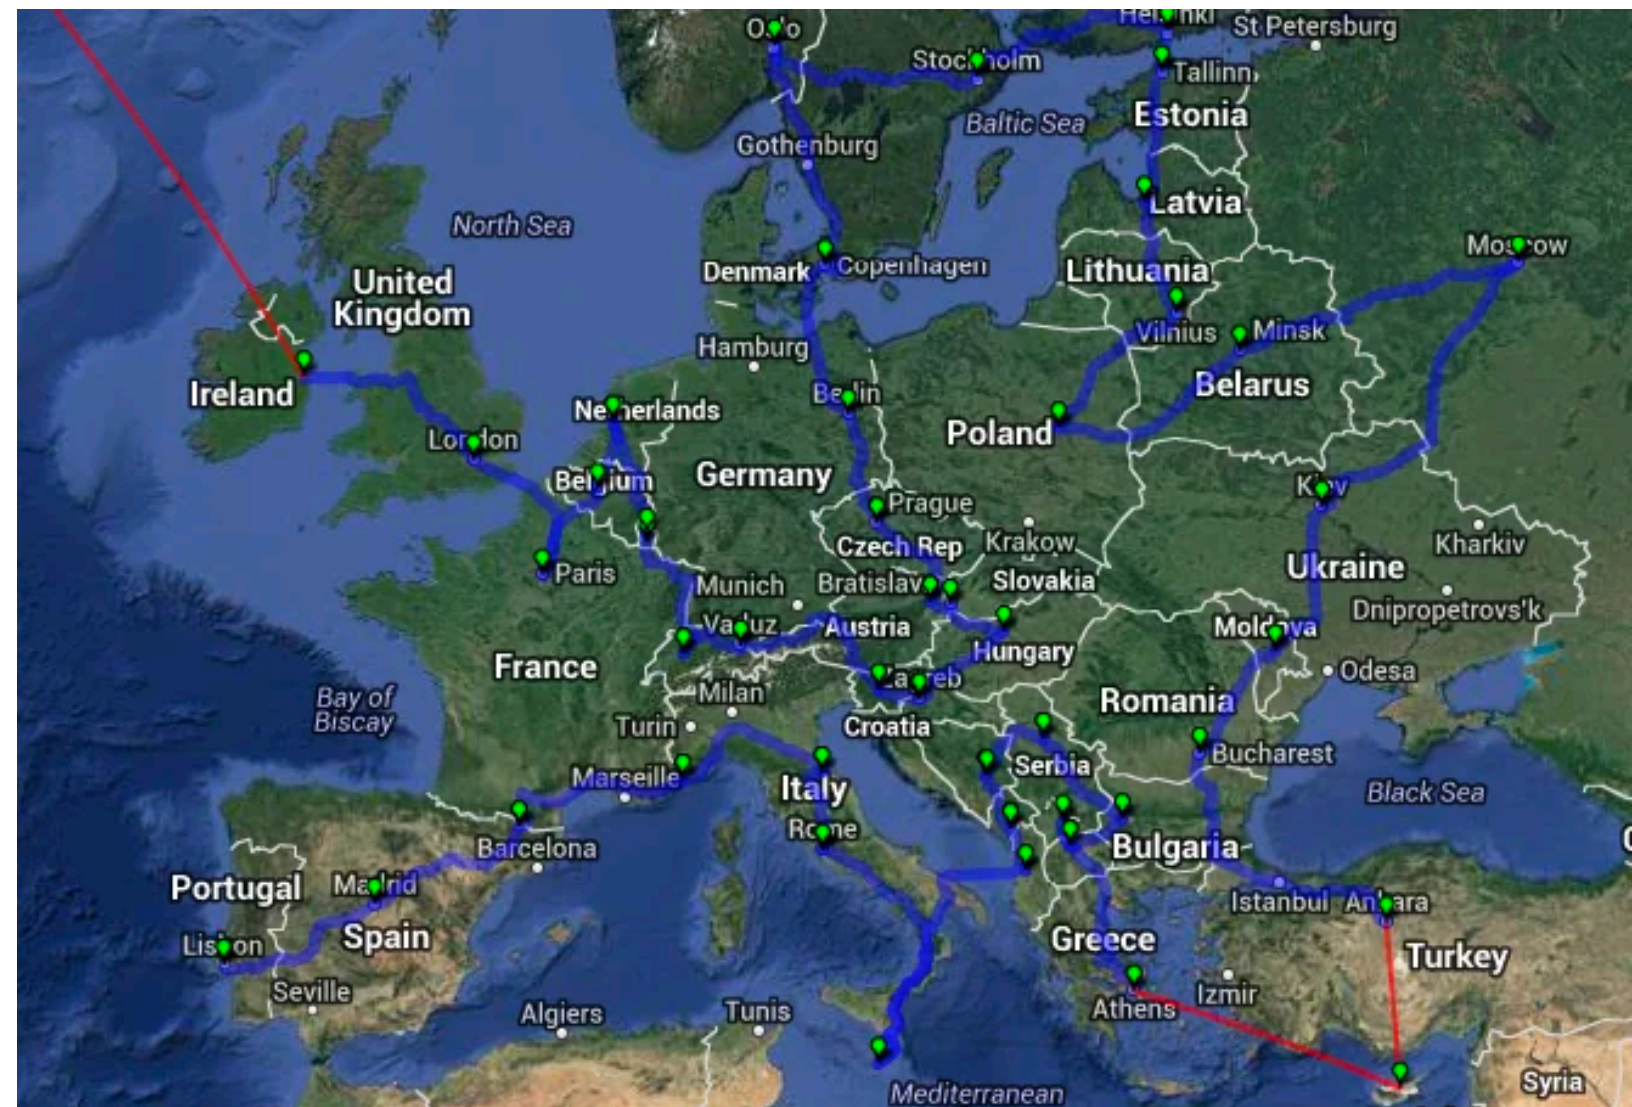 Oslo
Helsinki
St Petersburg
Stockholm
Tallinn
Estonia
Baltic Sea
Gothenburg
Latvia
North Sea
Moscow
Denmark
Copenhagen
Lithuania
United
Kingdom
Vilnius
Minsk
Hamburg
Belarus
Ireland
Berlin
Netherlands
Poland
London
Belgium
Germany
Kiev
Prague
Kharkiv
Czech Rep
Krakow
Ukraine
Paris
Munich
Bratislav
Slovakia
Dnipropetrovs'k
Vaduz
Austria
Moldova
Hungary
France
Odesa
Zagreb
Milan
Bay of
Biscay
Romania
Turin
Croatia
Bucharest
Serbia
Marseille
Italy
Black Sea
Rome
Barcelona
Bulgaria
Portugal
Madrid
Istanbul
Ankara
Spain
Greece
Lisbon
Turkey
Seville
Izmir
Algiers
Tunis
Athens
Syria
Mediterranean